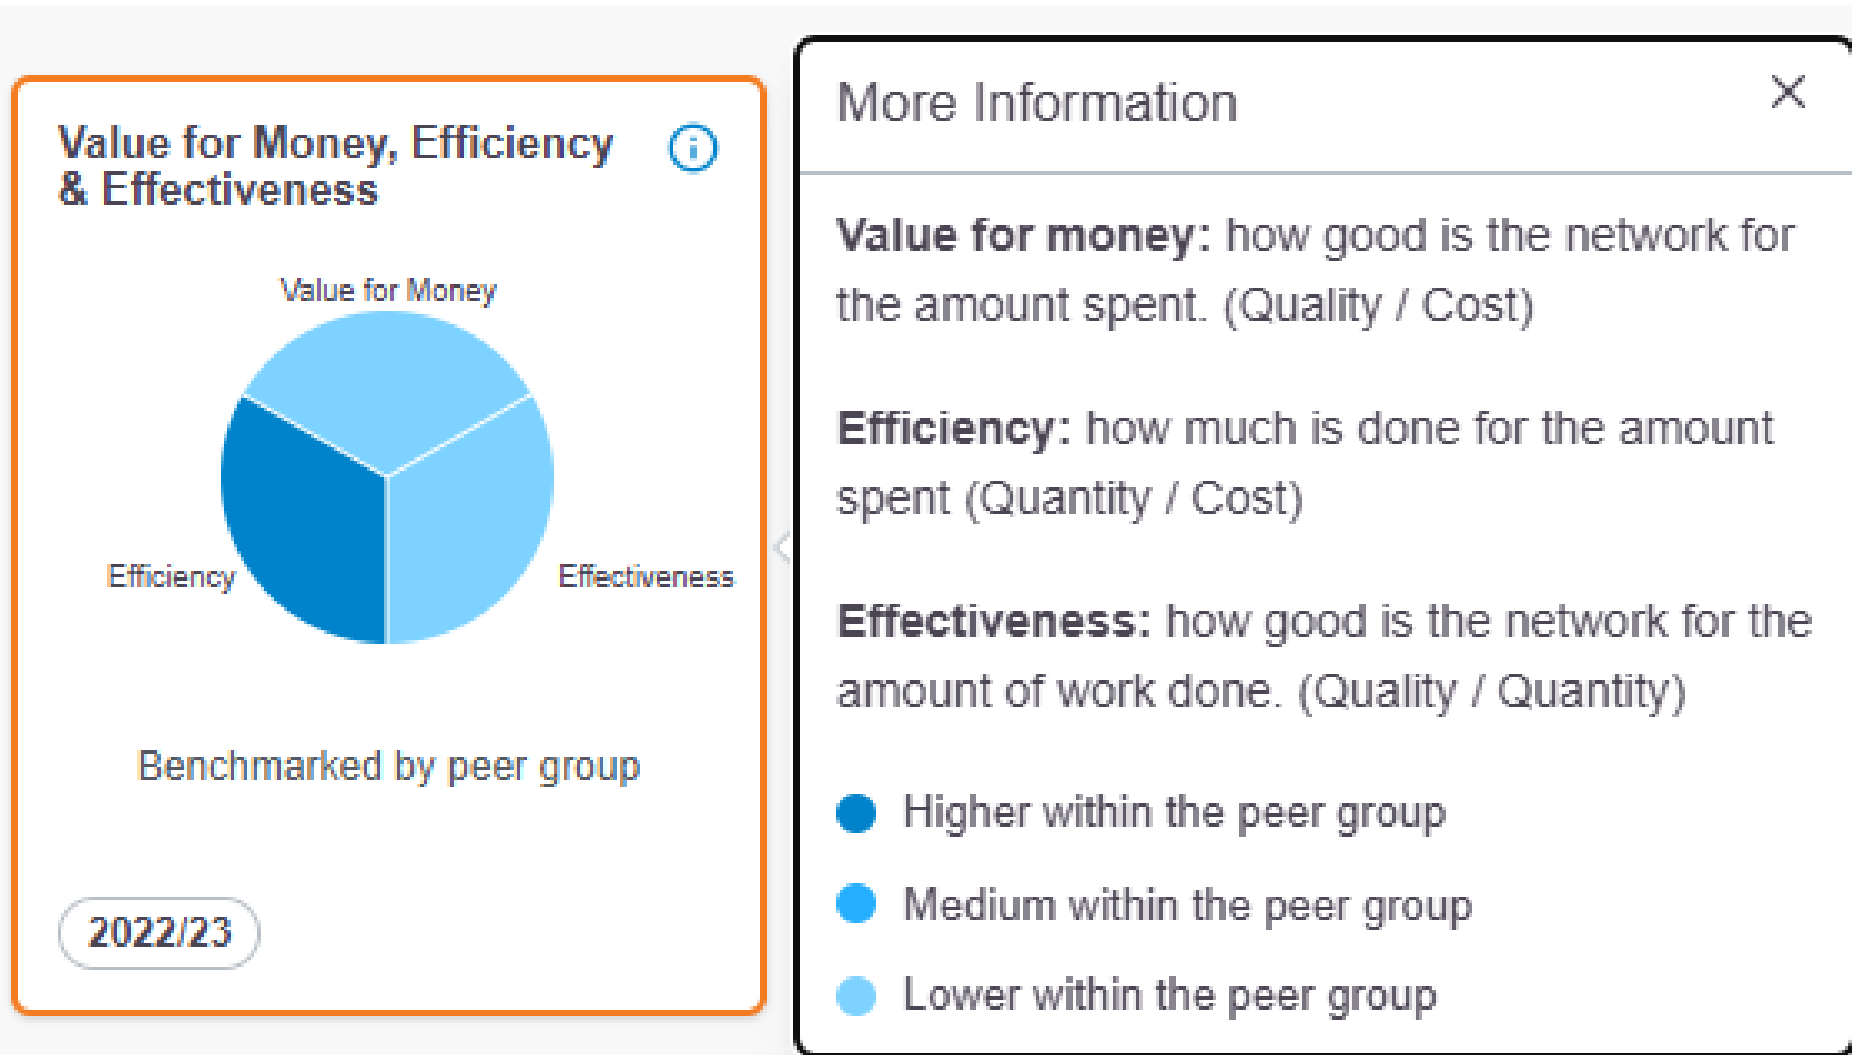 Value for Money, Efficiency
& Effectiveness
Value for Money
Efficiency
Effectiveness
Benchmarked by peer group
2022/23
More Information
Value for money: how good is the network for
the amount spent. (Quality / Cost)
Efficiency: how much is done for the amount
spent (Quantity / Cost)
Effectiveness: how good is the network for the
amount of work done. (Quality / Quantity)
Higher within the peer group
Medium within the peer group
Lower within the peer group